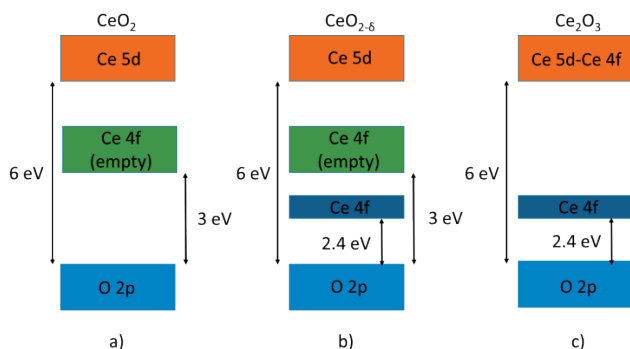 CeO2
Ce 5d
Ce 4f
(empty)
6 eV
3 eV
O 2p
a)
CeO2-δ
Ce 5d
Ce 4f
(empty)
6 eV
Ce 4f
3 eV
2.4 eV
O 2p
b)
Ce2O3
Ce 5d-Ce 4f
6 eV
Ce 4f
2.4 eV
O 2p
c)